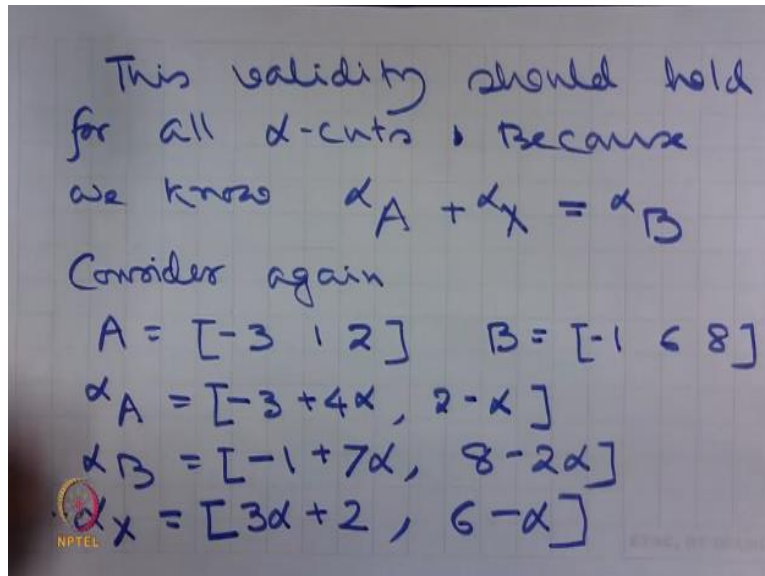 This validity should hold
for all α-cuts. Because
we know αA + αX = αB
Consider again
A = [-3 1 2] B = [-1 6 8]
αA = [-3 + 4α, 2 - α]
αB = [-1 + 7α, 8 - 2α]
αX = [3α + 2, 6 - α]
NPTEL